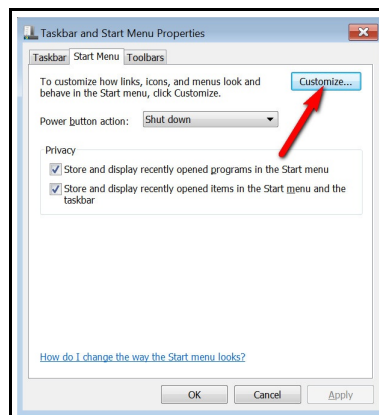 Taskbar and Start Menu Properties
Taskbar Start Menu Toolbars
To customize how links, icons, and menus look and
behave in the Start menu, click Customize.
Customize...
Power button action: Shut down
Privacy
Store and display recently opened programs in the Start menu
Store and display recently opened items in the Start menu and the
taskbar
How do I change the way the Start menu looks?
OK Cancel Apply